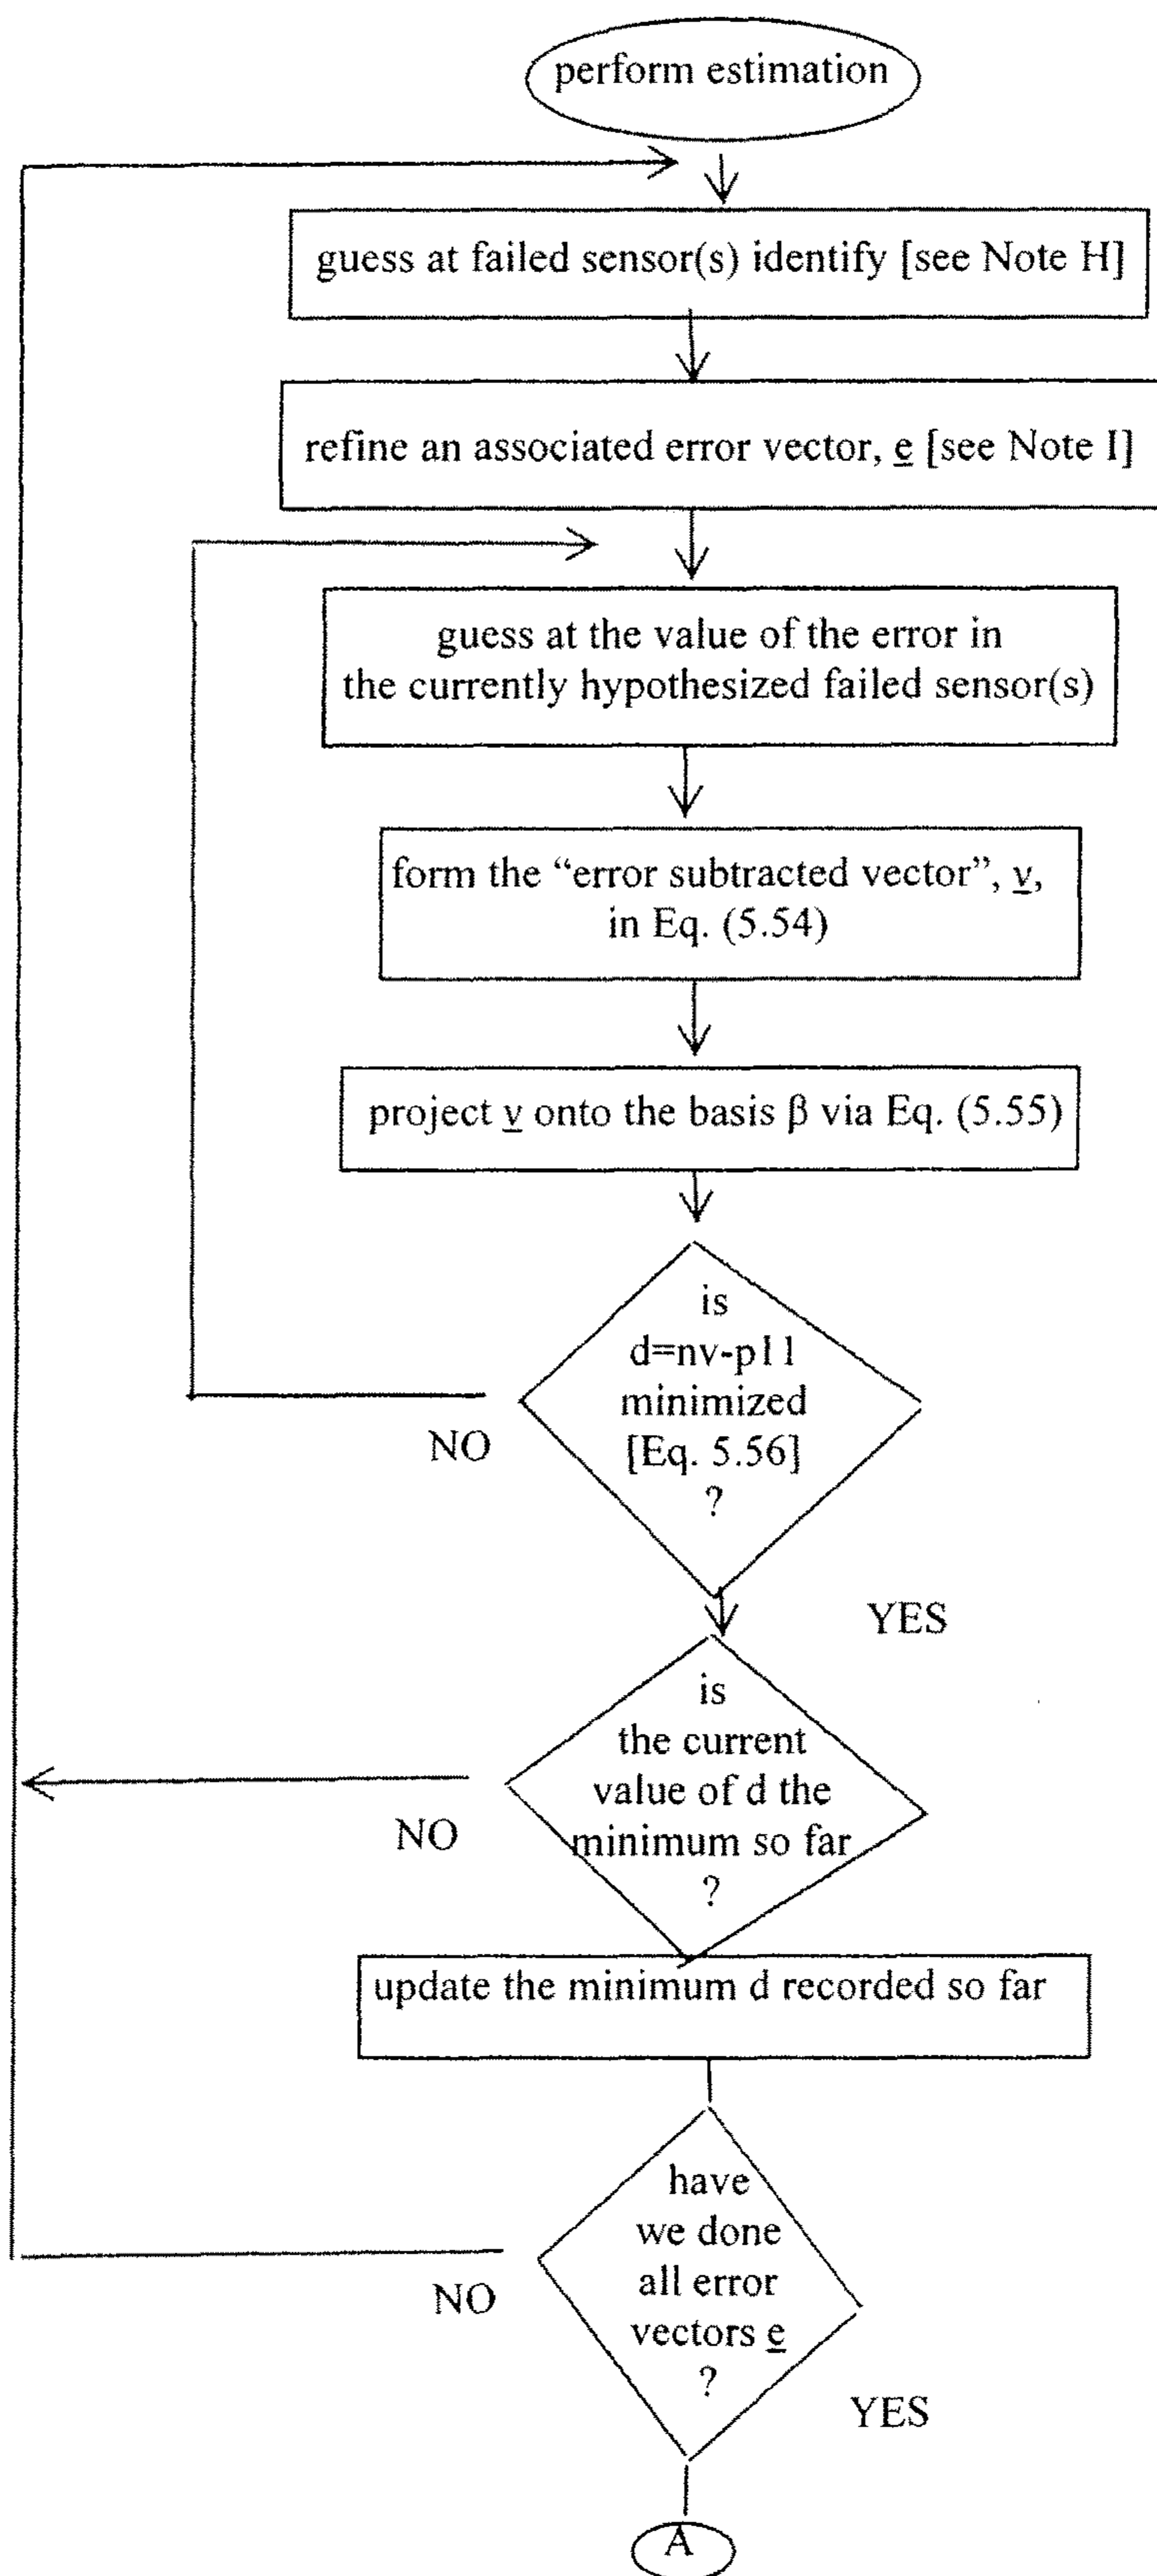 perform estimation
guess at failed sensor(s) identify [see Note H]
refine an associated error vector, e [see Note I]
guess at the value of the error in
the currently hypothesized failed sensor(s)
form the “error subtracted vector”, v,
in Eq. (5.54)
project v onto the basis β via Eq. (5.55)
is
d=nv-p11
minimized
[Eq. 5.56]
?
NO
YES
is
the current
value of d the
minimum so far
?
NO
update the minimum d recorded so far
have
we done
all error
vectors e
?
NO
YES
A